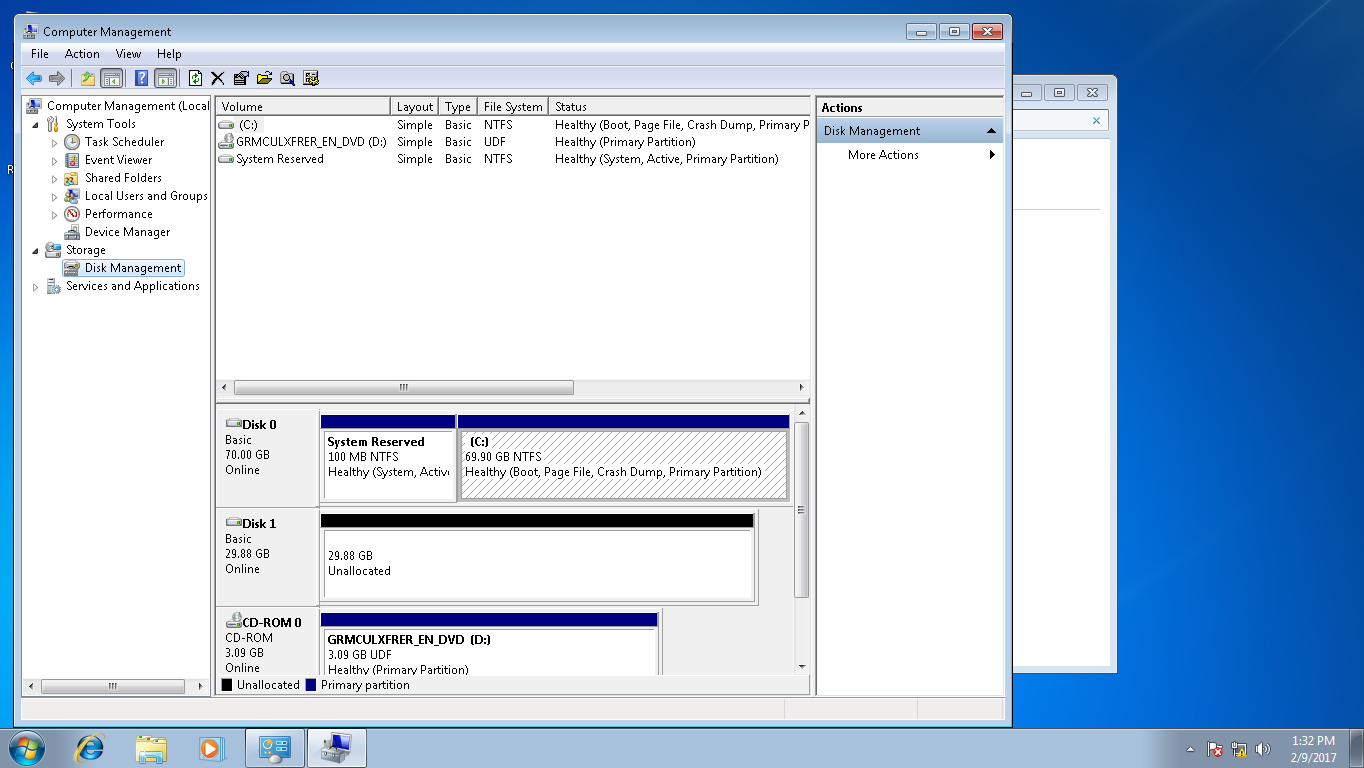 Computer Management
File Action View Help
Computer Management (Local
System Tools
Task Scheduler
Event Viewer
Shared Folders
Local Users and Groups
Performance
Device Manager
Storage
Disk Management
Services and Applications
Volume Layout Type File System Status
(C:) Simple Basic NTFS Healthy (Boot, Page File, Crash Dump, Primary P
GRMCULXFRER_EN_DVD (D:) Simple Basic UDF Healthy (Primary Partition)
System Reserved Simple Basic NTFS Healthy (System, Active, Primary Partition)
Disk 0
Basic
70.00 GB
Online
System Reserved
100 MB NTFS
Healthy (System, Activ
(C:)
69.90 GB NTFS
Healthy (Boot, Page File, Crash Dump, Primary Partition)
Disk 1
Basic
29.88 GB
Online
29.88 GB
Unallocated
CD-ROM 0
CD-ROM
3.09 GB
Online
GRMCULXFRER_EN_DVD (D:)
3.09 GB UDF
Healthy (Primary Partition)
Unallocated Primary partition
Actions
Disk Management
More Actions
1:32 PM
2/9/2017